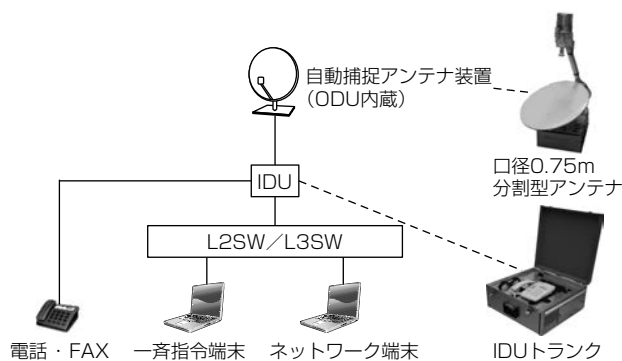 自動捕捉アンテナ装置
（ODU内蔵）
口径0.75m
分割型アンテナ
IDU
L2SW／L3SW
電話・FAX
一斉指令端末
ネットワーク端末
IDUトランク